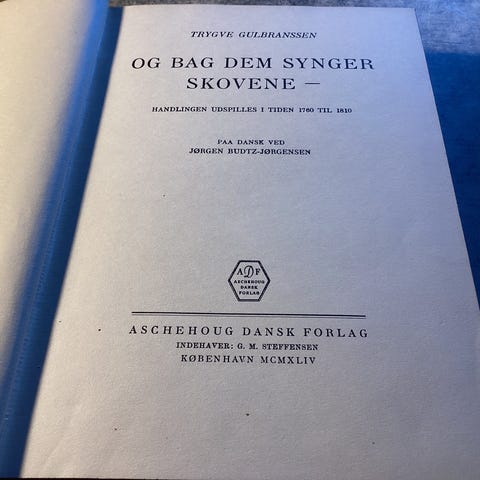 TRYGVE GULBRANSSEN
OG BAG DEM SYNGER
SKOVENE —
HANDLINGEN UDSPILLES I TIDEN 1760 TIL 1810
PAA DANSK VED
JØRGEN BUDTZ-JØRGENSEN
ADF
ASCHEHOUG
DANSK
FORLAG
ASCHEHOUG DANSK FORLAG
INDEHAVER: G. M. STEFFENSEN
KØBENHAVN MCMXLIV